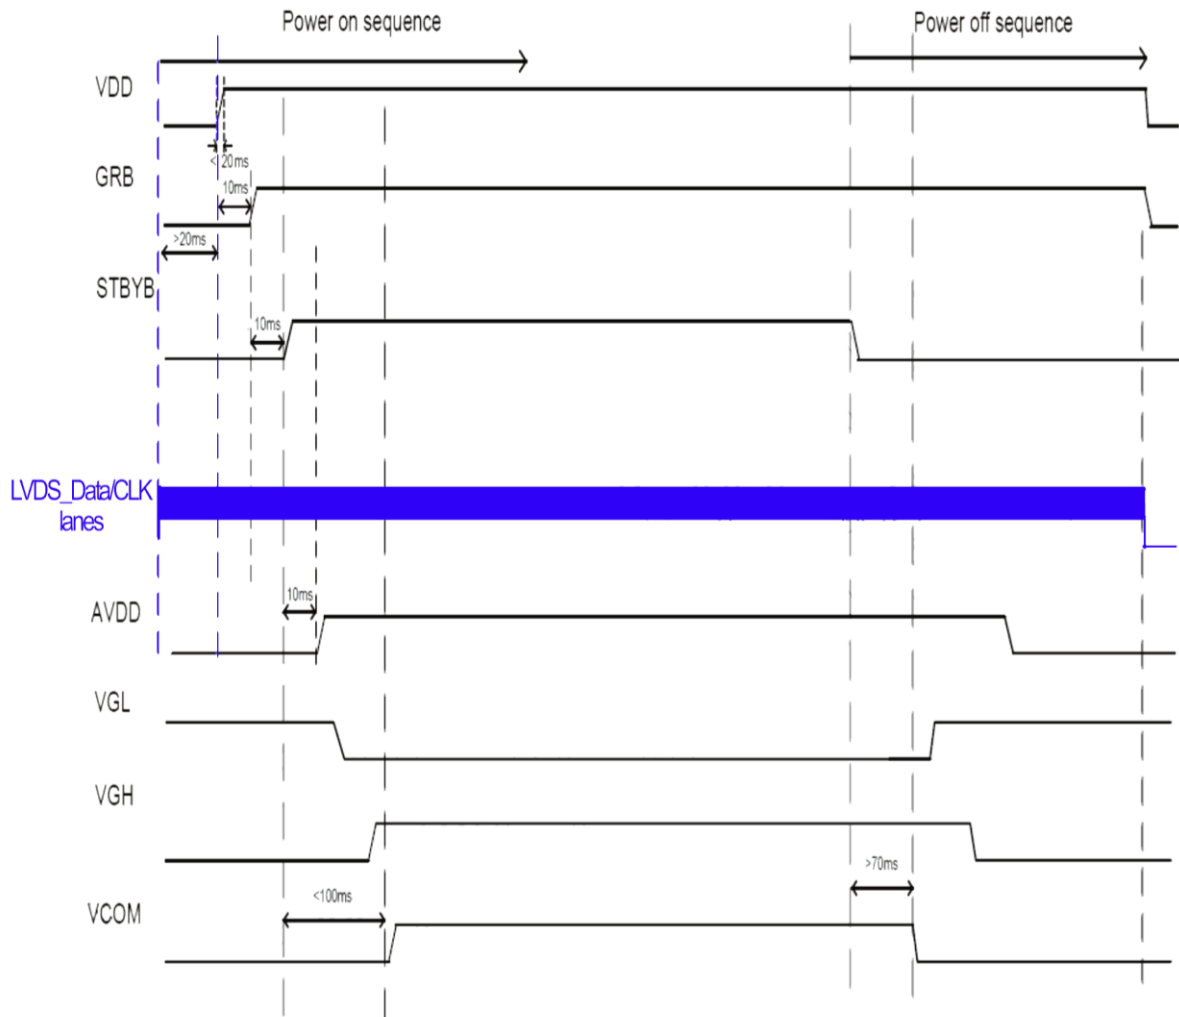 Power on sequence
Power off sequence
VDD
< 20ms
GRB
10ms
>20ms
STBYB
10ms
LVDS_Data/CLK
lanes
10ms
AVDD
VGL
VGH
>70ms
<100ms
VCOM